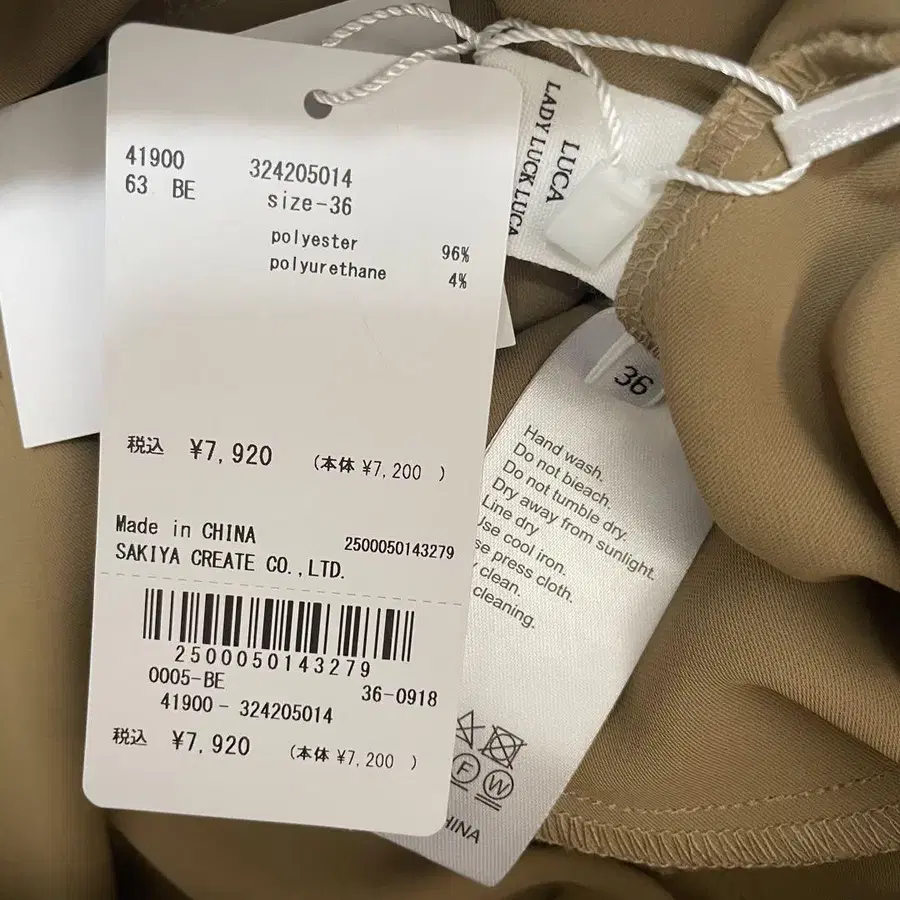 41900 324205014
63 BE size-36
polyester 96%
polyurethane 4%
税込 ¥7,920 (本体 ¥7,200 )
Made in CHINA 2500050143279
SAKIYA CREATE CO.,LTD.
2500050143279
0005-BE 36-0918
41900- 324205014
税込 ¥7,920 (本体 ¥7,200 )
LUCA
LADY LUCK LUCA
36
Hand wash.
Do not bleach.
Do not tumble dry.
Dry away from sunlight.
Line dry
Use cool iron.
press cloth.
clean.
cleaning.
F W